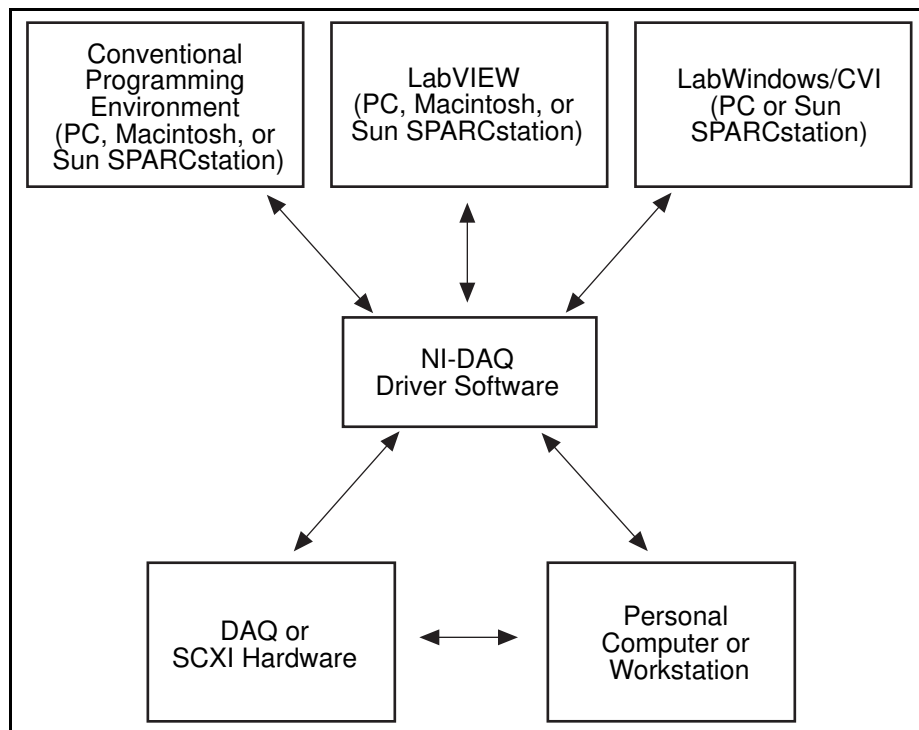 Conventional
Programming
Environment
(PC, Macintosh, or
Sun SPARCstation)
LabVIEW
(PC, Macintosh, or
Sun SPARCstation)
LabWindows/CVI
(PC or Sun
SPARCstation)
NI-DAQ
Driver Software
DAQ or
SCXI Hardware
Personal
Computer or
Workstation